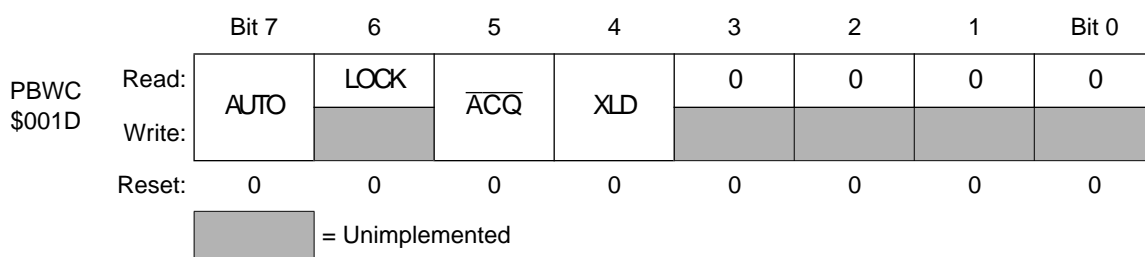 Bit 7 6 5 4 3 2 1 Bit 0
PBWC
$001D
Read: AUTO LOCK A̅C̅Q̅ XLD 0 0 0 0
Write:
Reset: 0 0 0 0 0 0 0 0
= Unimplemented